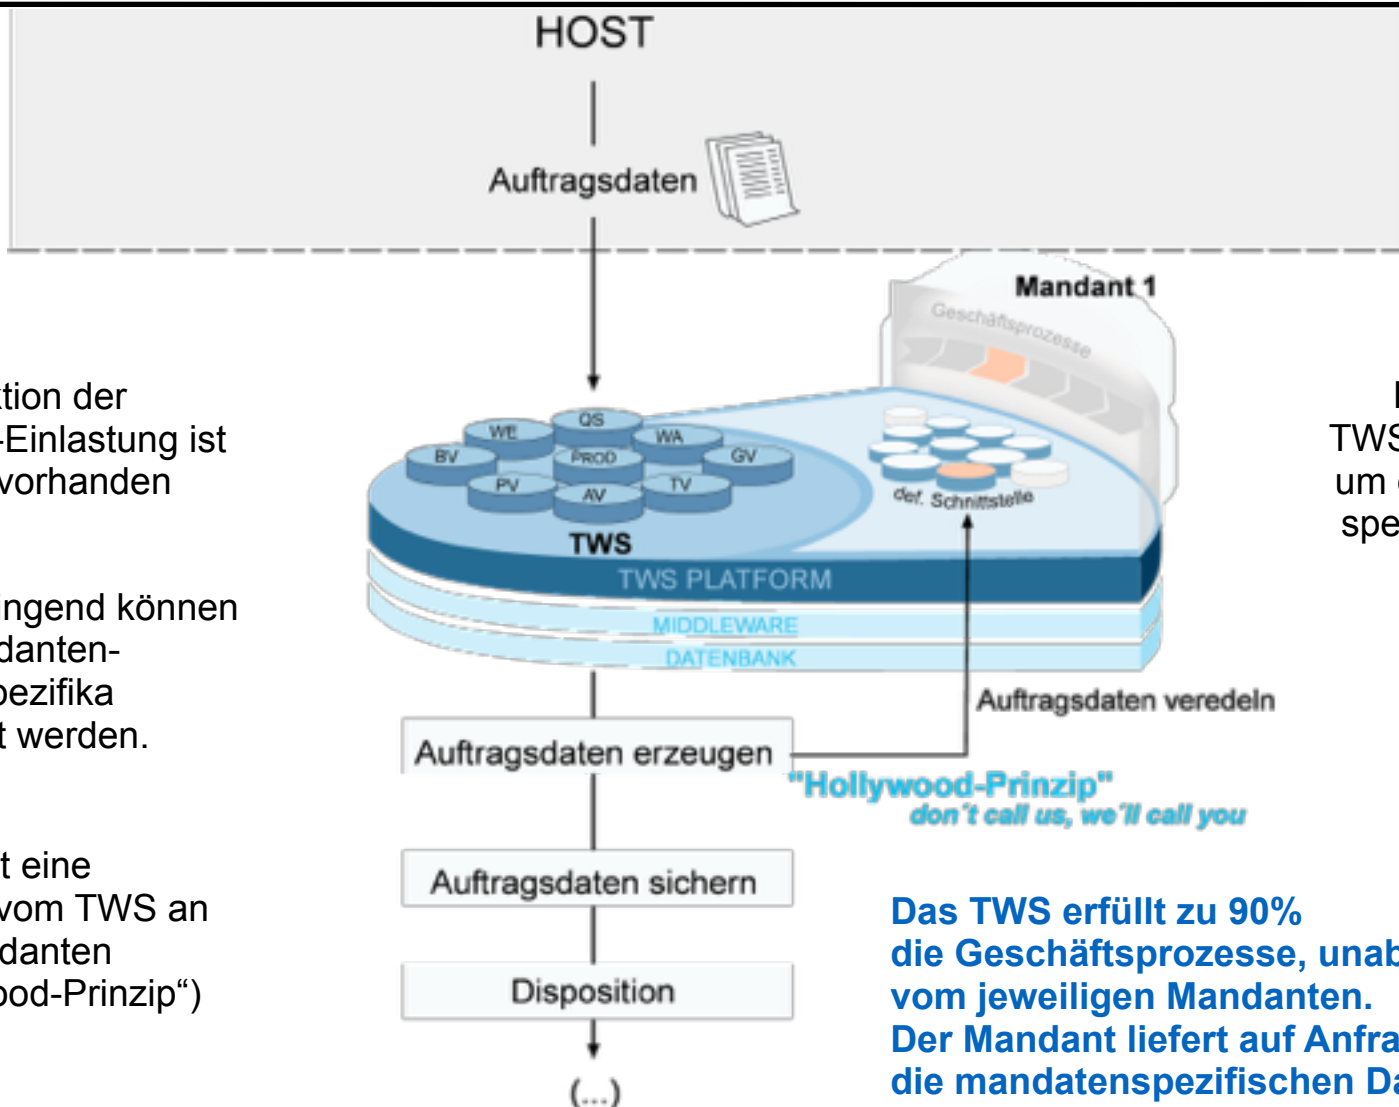 HOST
Auftragsdaten
Mandant 1
Geschäftsprozesse
ktion der
-Einlastung ist
vorhanden
TWS
um
spe
QS
WE
WA
BV
PROD
GV
PV
AV
TV
def. Schnittstelle
TWS
TWS PLATFORM
MIDDLEWARE
DATENBANK
ingend können
danten-
pezifika
t werden.
Auftragsdaten veredeln
Auftragsdaten erzeugen
"Hollywood-Prinzip"
don´t call us, we´ll call you
t eine
vom TWS an
danten
ood-Prinzip“)
Auftragsdaten sichern
Disposition
(...)
Das TWS erfüllt zu 90%
die Geschäftsprozesse, unab
vom jeweiligen Mandanten.
Der Mandant liefert auf Anfra
die mandatenspezifischen Da